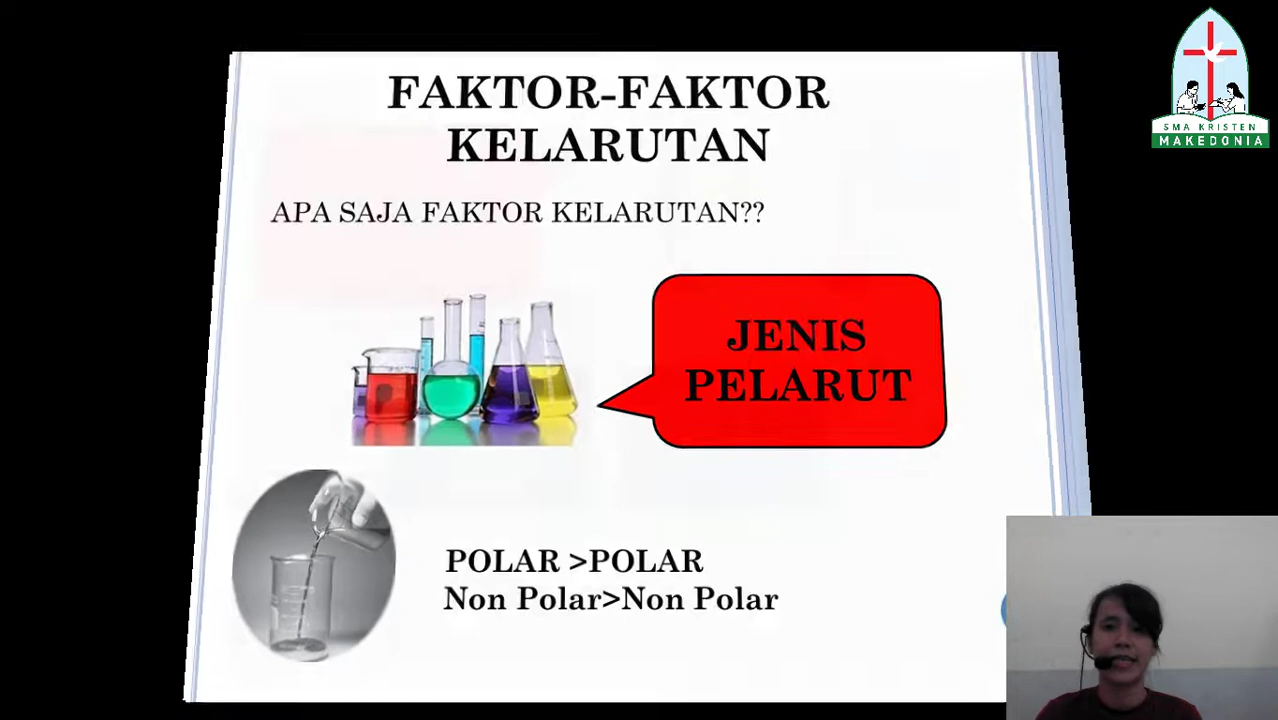 FAKTOR-FAKTOR
KELARUTAN
APA SAJA FAKTOR KELARUTAN??
JENIS
PELARUT
POLAR >POLAR
Non Polar>Non Polar
SMA KRISTEN
MAKEDONIA